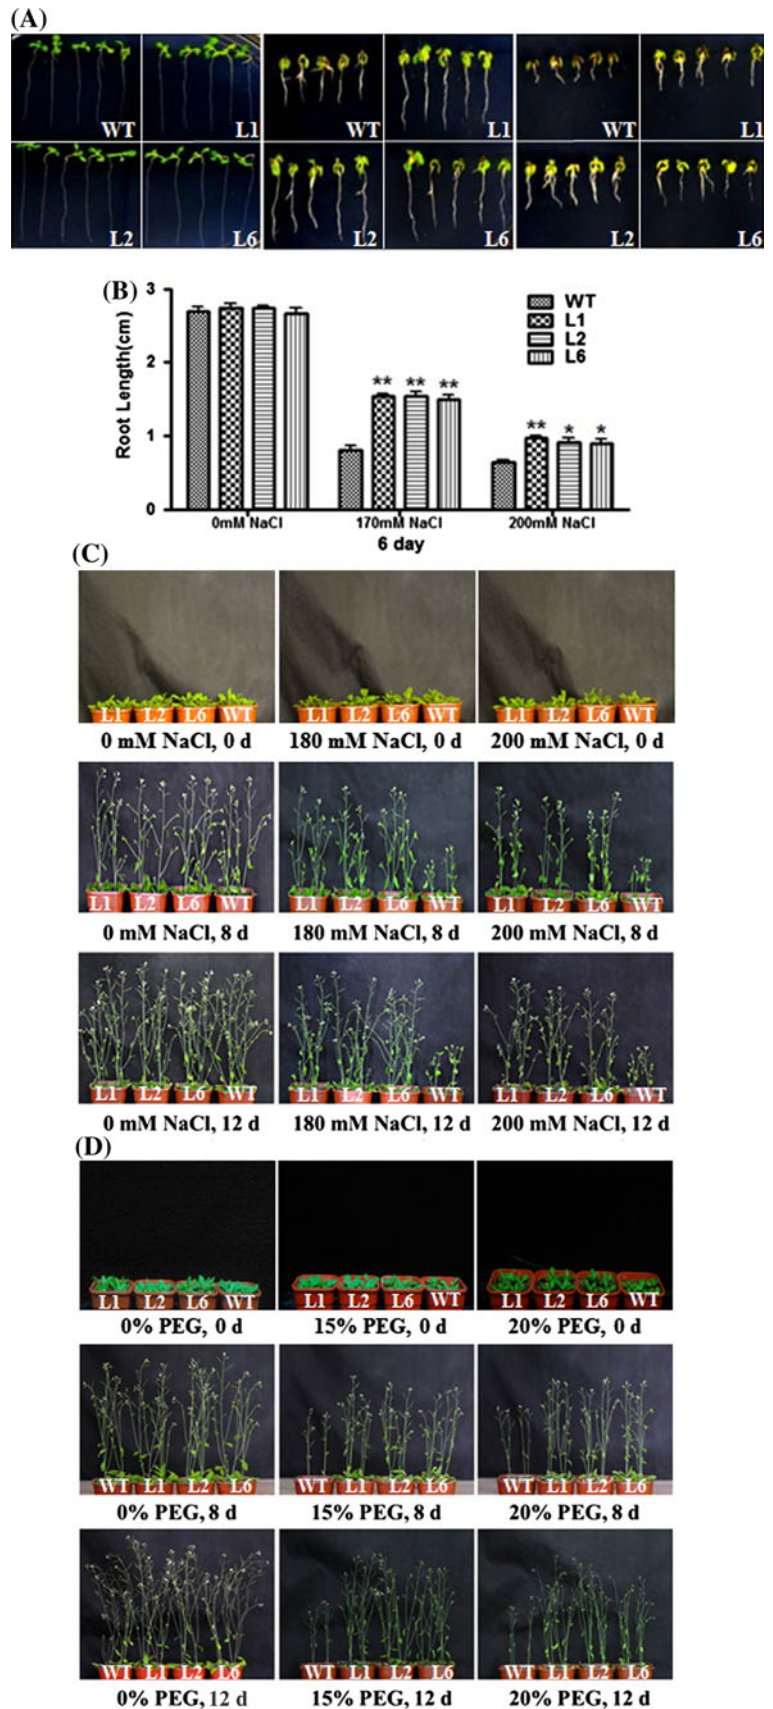 (A)
WT L1 WT L1 WT L1
L2 L6 L2 L6 L2 L6
(B)
3
2
1
0
Root Length(cm)
WT
L1
L2
L6
** ** **
** * *
0mM NaCl 170mM NaCl 200mM NaCl
6 day
(C)
L1 L2 L6 WT L1 L2 L6 WT L1 L2 L6 WT
0 mM NaCl, 0 d 180 mM NaCl, 0 d 200 mM NaCl, 0 d
L1 L2 L6 WT L1 L2 L6 WT L1 L2 L6 WT
0 mM NaCl, 8 d 180 mM NaCl, 8 d 200 mM NaCl, 8 d
L1 L2 L6 WT L1 L2 L6 WT L1 L2 L6 WT
0 mM NaCl, 12 d 180 mM NaCl, 12 d 200 mM NaCl, 12 d
(D)
L1 L2 L6 WT L1 L2 L6 WT L1 L2 L6 WT
0% PEG, 0 d 15% PEG, 0 d 20% PEG, 0 d
WT L1 L2 L6 WT L1 L2 L6 WT L1 L2 L6
0% PEG, 8 d 15% PEG, 8 d 20% PEG, 8 d
WT L1 L2 L6 WT L1 L2 L6 WT L1 L2 L6
0% PEG, 12 d 15% PEG, 12 d 20% PEG, 12 d